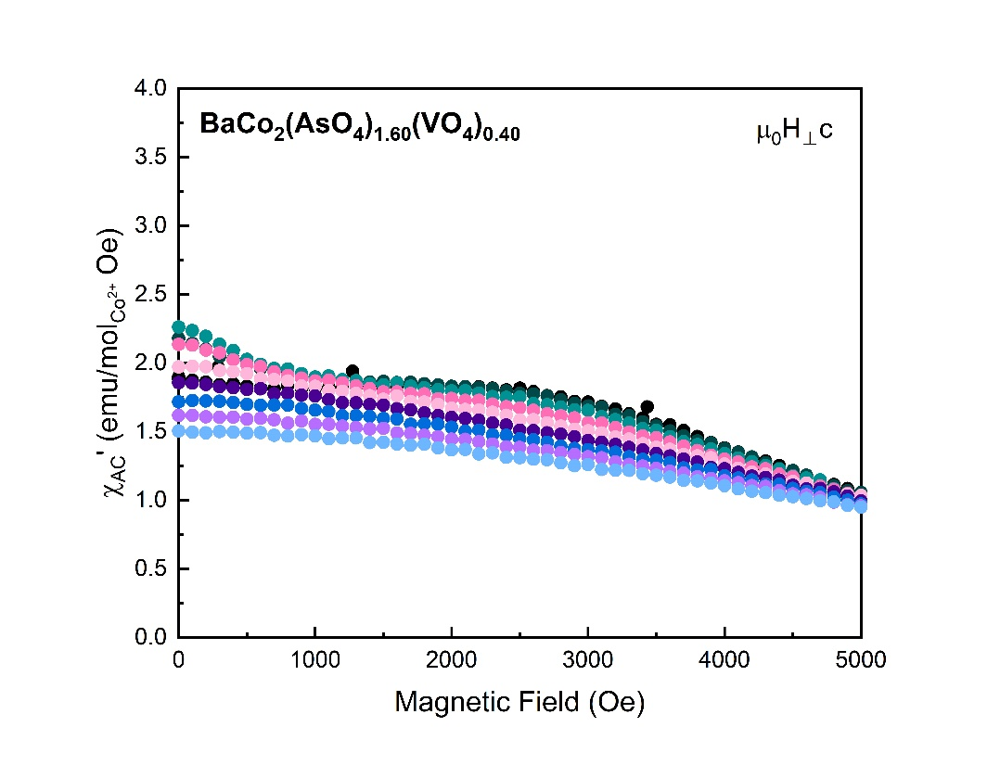 BaCo₂(AsO₄)₁.₆₀(VO₄)₀.₄₀
μ₀H⊥c
4.0
3.5
3.0
2.5
2.0
1.5
1.0
0.5
0.0
χAC' (emu/molCo²⁺ Oe)
0 1000 2000 3000 4000 5000
Magnetic Field (Oe)